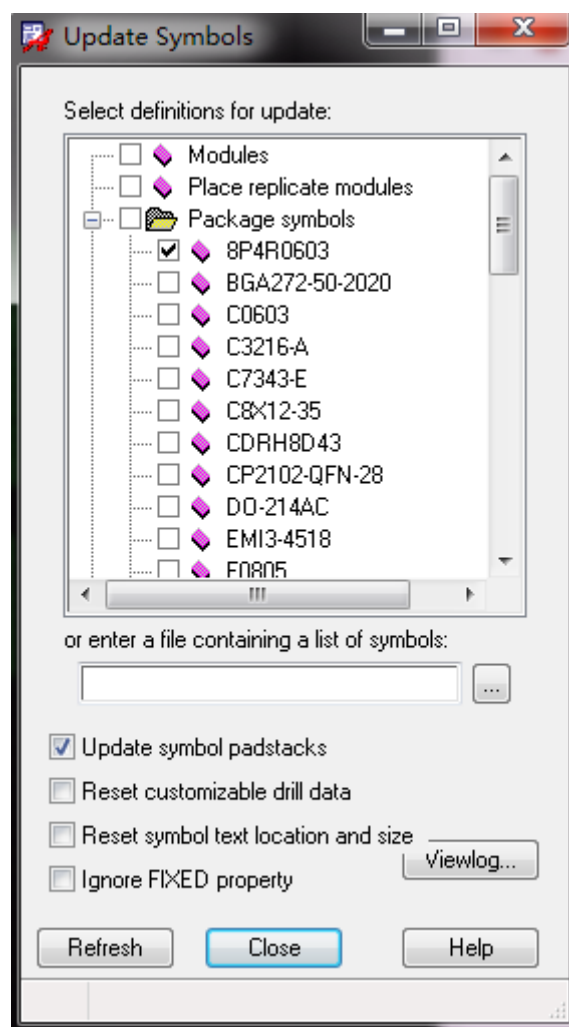 Update Symbols
Select definitions for update:
Modules
Place replicate modules
Package symbols
8P4R0603
BGA272-50-2020
C0603
C3216-A
C7343-E
C8X12-35
CDRH8D43
CP2102-QFN-28
DO-214AC
EMI3-4518
F0805
or enter a file containing a list of symbols:
...
Update symbol padstacks
Reset customizable drill data
Reset symbol text location and size
Viewlog...
Ignore FIXED property
Refresh
Close
Help